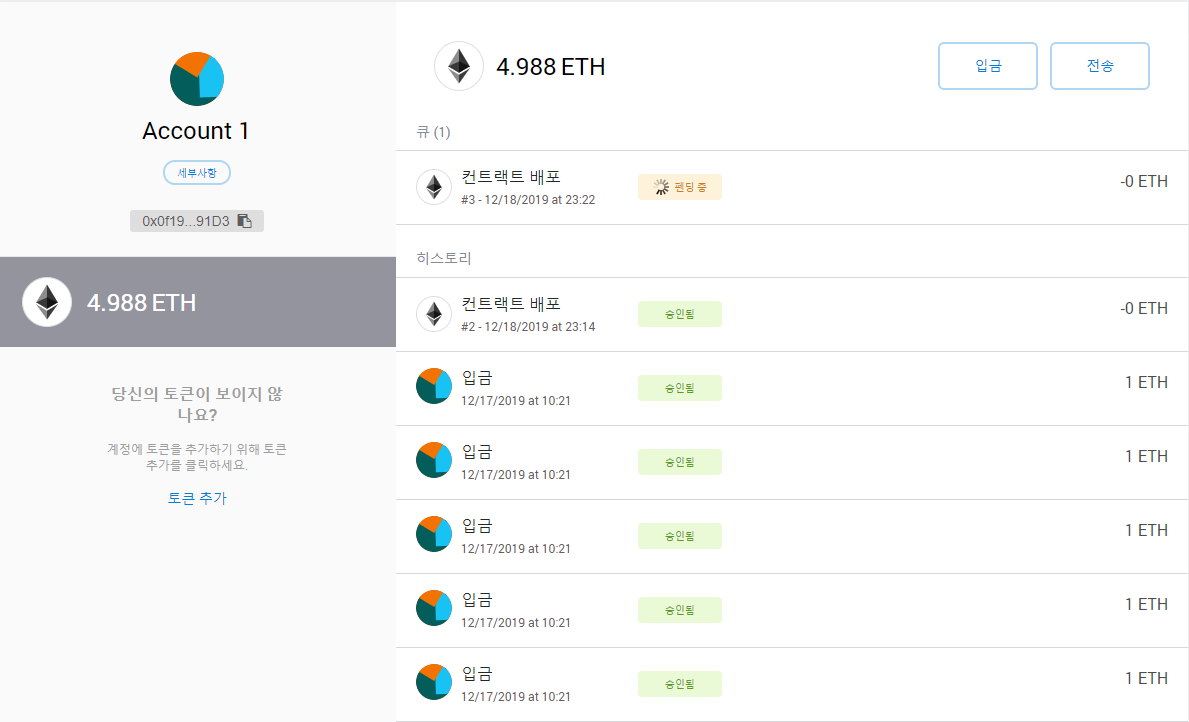 Account 1
세부사항
0x0f19...91D3
4.988 ETH
당신의 토큰이 보이지 않
나요?
계정에 토큰을 추가하기 위해 토큰
추가를 클릭하세요.
토큰 추가
4.988 ETH
입금
전송
큐 (1)
컨트랙트 배포
#3 - 12/18/2019 at 23:22
펜딩 중
-0 ETH
히스토리
컨트랙트 배포
#2 - 12/18/2019 at 23:14
승인됨
-0 ETH
입금
12/17/2019 at 10:21
승인됨
1 ETH
입금
12/17/2019 at 10:21
승인됨
1 ETH
입금
12/17/2019 at 10:21
승인됨
1 ETH
입금
12/17/2019 at 10:21
승인됨
1 ETH
입금
12/17/2019 at 10:21
승인됨
1 ETH